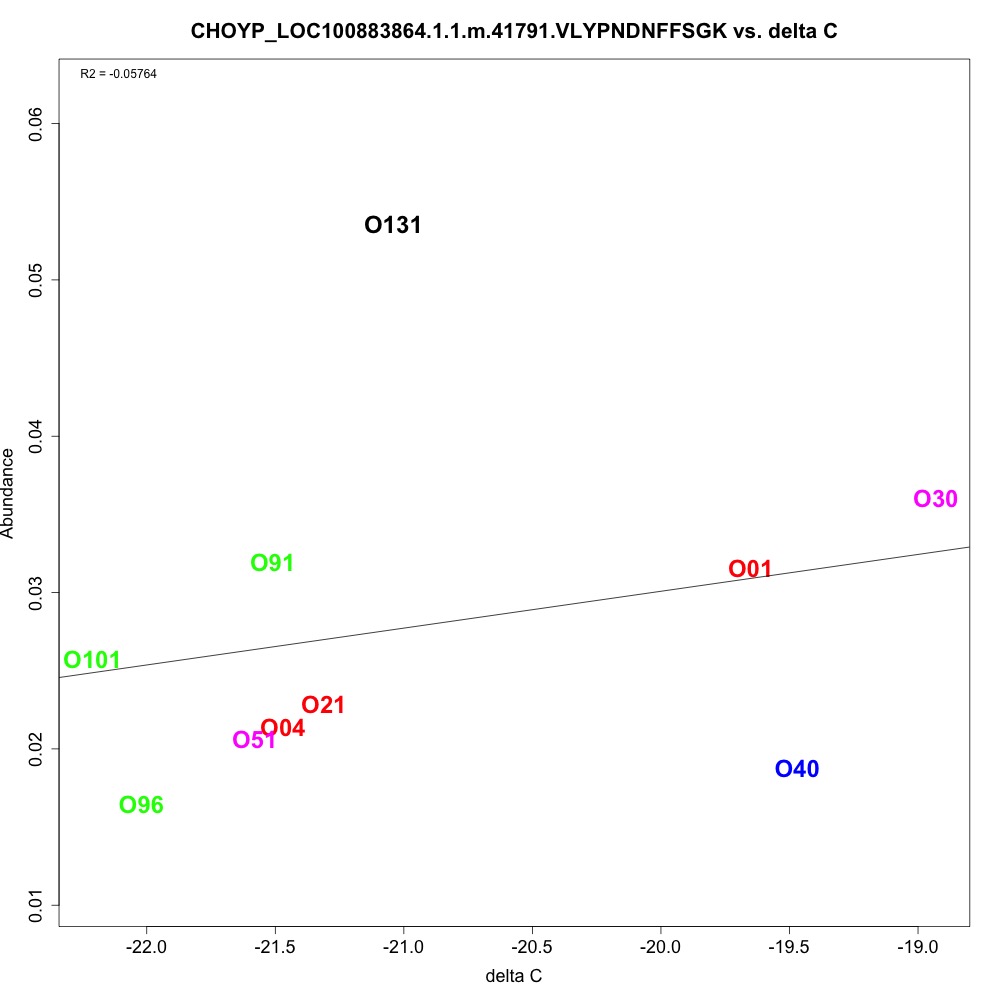 CHOYP_LOC100883864.1.1.m.41791.VLYPNDNFFSGK vs. delta C
R2 = -0.05764
0.06
O131
0.05
0.04
Abundance
O30
O91
O01
0.03
O101
O21
O04
O51
0.02
O40
O96
0.01
-22.0 -21.5 -21.0 -20.5 -20.0 -19.5 -19.0
delta C